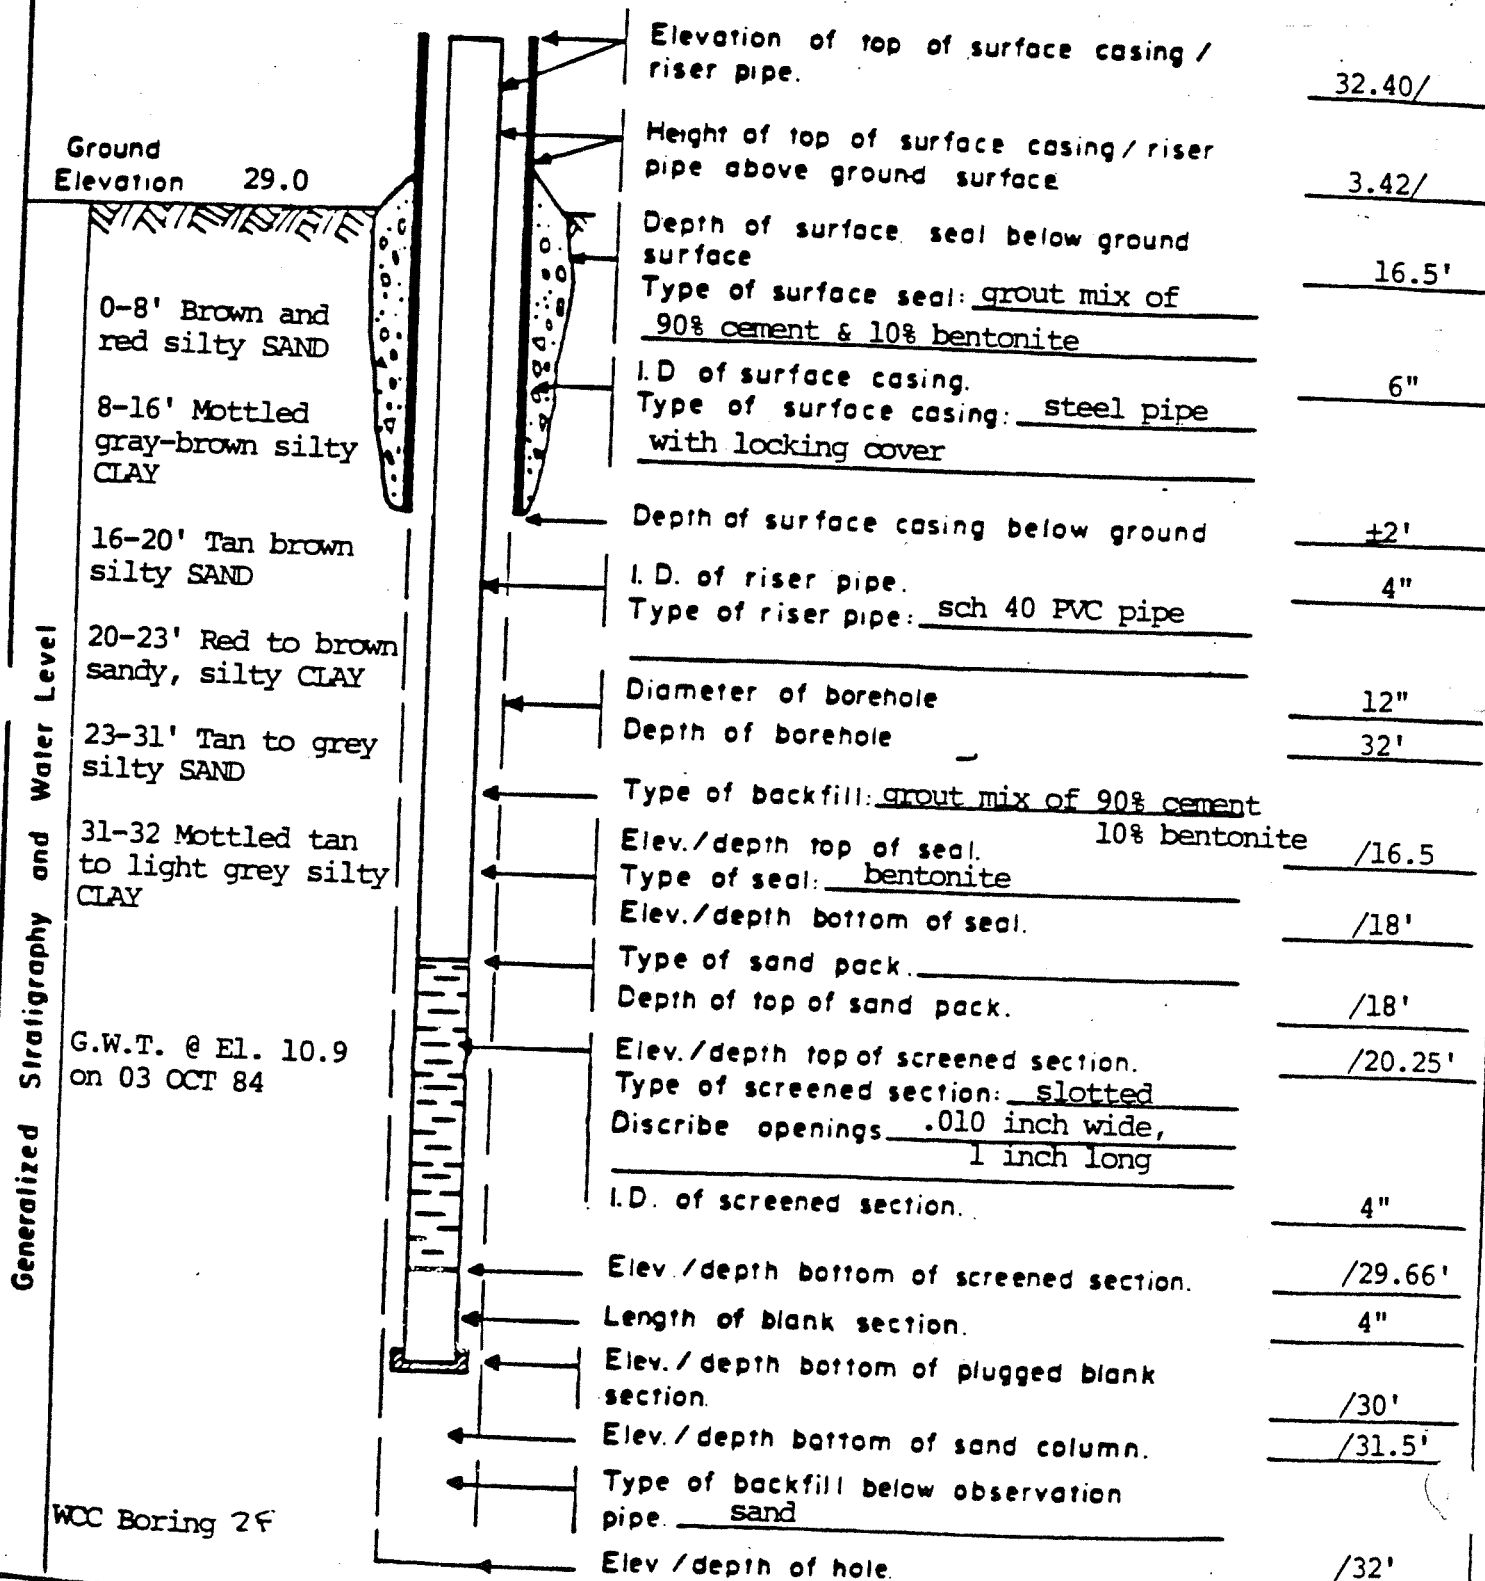 Elevation of top of surface casing /
riser pipe.
32.40/
Height of top of surface casing / riser
pipe above ground surface
3.42/
Ground
Elevation 29.0
Depth of surface seal below ground
surface
16.5'
Type of surface seal: grout mix of
90% cement & 10% bentonite
I.D of surface casing.
6"
Type of surface casing: steel pipe
with locking cover
Depth of surface casing below ground
±2'
I.D. of riser pipe.
4"
Type of riser pipe: sch 40 PVC pipe
Diameter of borehole
12"
Depth of borehole
32'
Type of backfill: grout mix of 90% cement
10% bentonite
Elev./depth top of seal.
/16.5
Type of seal: bentonite
Elev./depth bottom of seal.
/18'
Type of sand pack.
Depth of top of sand pack.
/18'
Elev./depth top of screened section.
/20.25'
Type of screened section: slotted
Discribe openings .010 inch wide,
1 inch long
I.D. of screened section.
4"
Elev./depth bottom of screened section.
/29.66'
Length of blank section.
4"
Elev./depth bottom of plugged blank
section.
/30'
Elev./depth bottom of sand column.
/31.5'
Type of backfill below observation
pipe. sand
Elev /depth of hole.
/32'
Generalized Stratigraphy and Water Level
0-8' Brown and
red silty SAND
8-16' Mottled
gray-brown silty
CLAY
16-20' Tan brown
silty SAND
20-23' Red to brown
sandy, silty CLAY
23-31' Tan to grey
silty SAND
31-32 Mottled tan
to light grey silty
CLAY
G.W.T. @ El. 10.9
on 03 OCT 84
WCC Boring